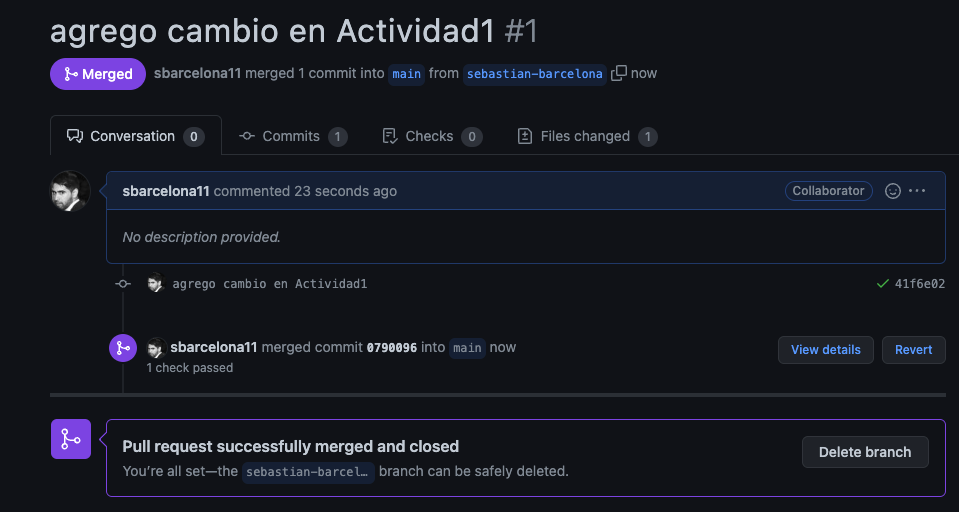 agrego cambio en Actividad1 #1
Merged sbarcelona11 merged 1 commit into main from sebastian-barcelona now
Conversation 0 Commits 1 Checks 0 Files changed 1
sbarcelona11 commented 23 seconds ago Collaborator ...
No description provided.
agrego cambio en Actividad1 41f6e02
sbarcelona11 merged commit 0790096 into main now View details Revert
1 check passed
Pull request successfully merged and closed Delete branch
You're all set—the sebastian-barcel… branch can be safely deleted.